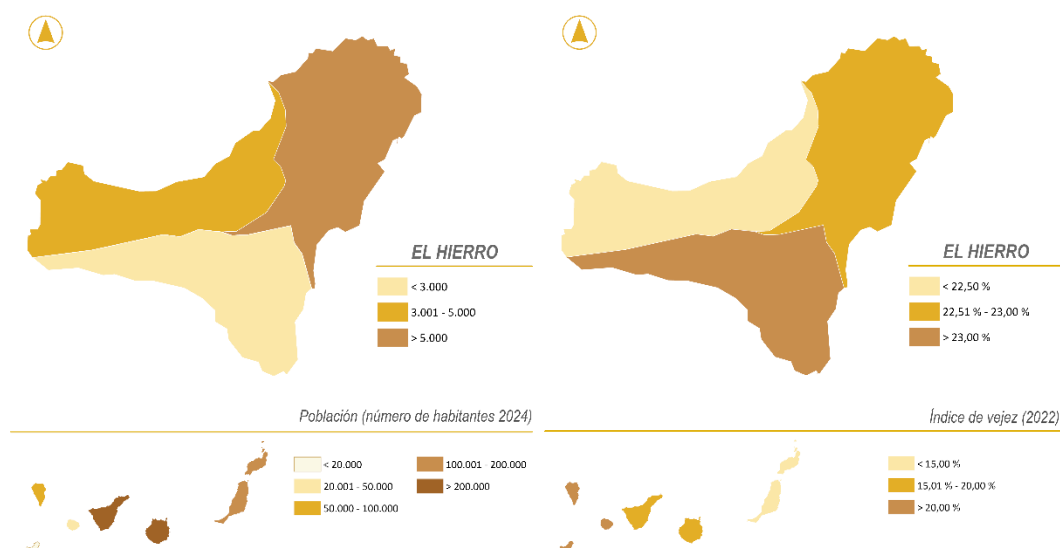 EL HIERRO
< 3.000
3.001 - 5.000
> 5.000
Población (número de habitantes 2024)
< 20.000
20.001 - 50.000
50.000 - 100.000
100.001 - 200.000
> 200.000
EL HIERRO
< 22,50 %
22,51 % - 23,00 %
> 23,00 %
Índice de vejez (2022)
< 15,00 %
15,01 % - 20,00 %
> 20,00 %